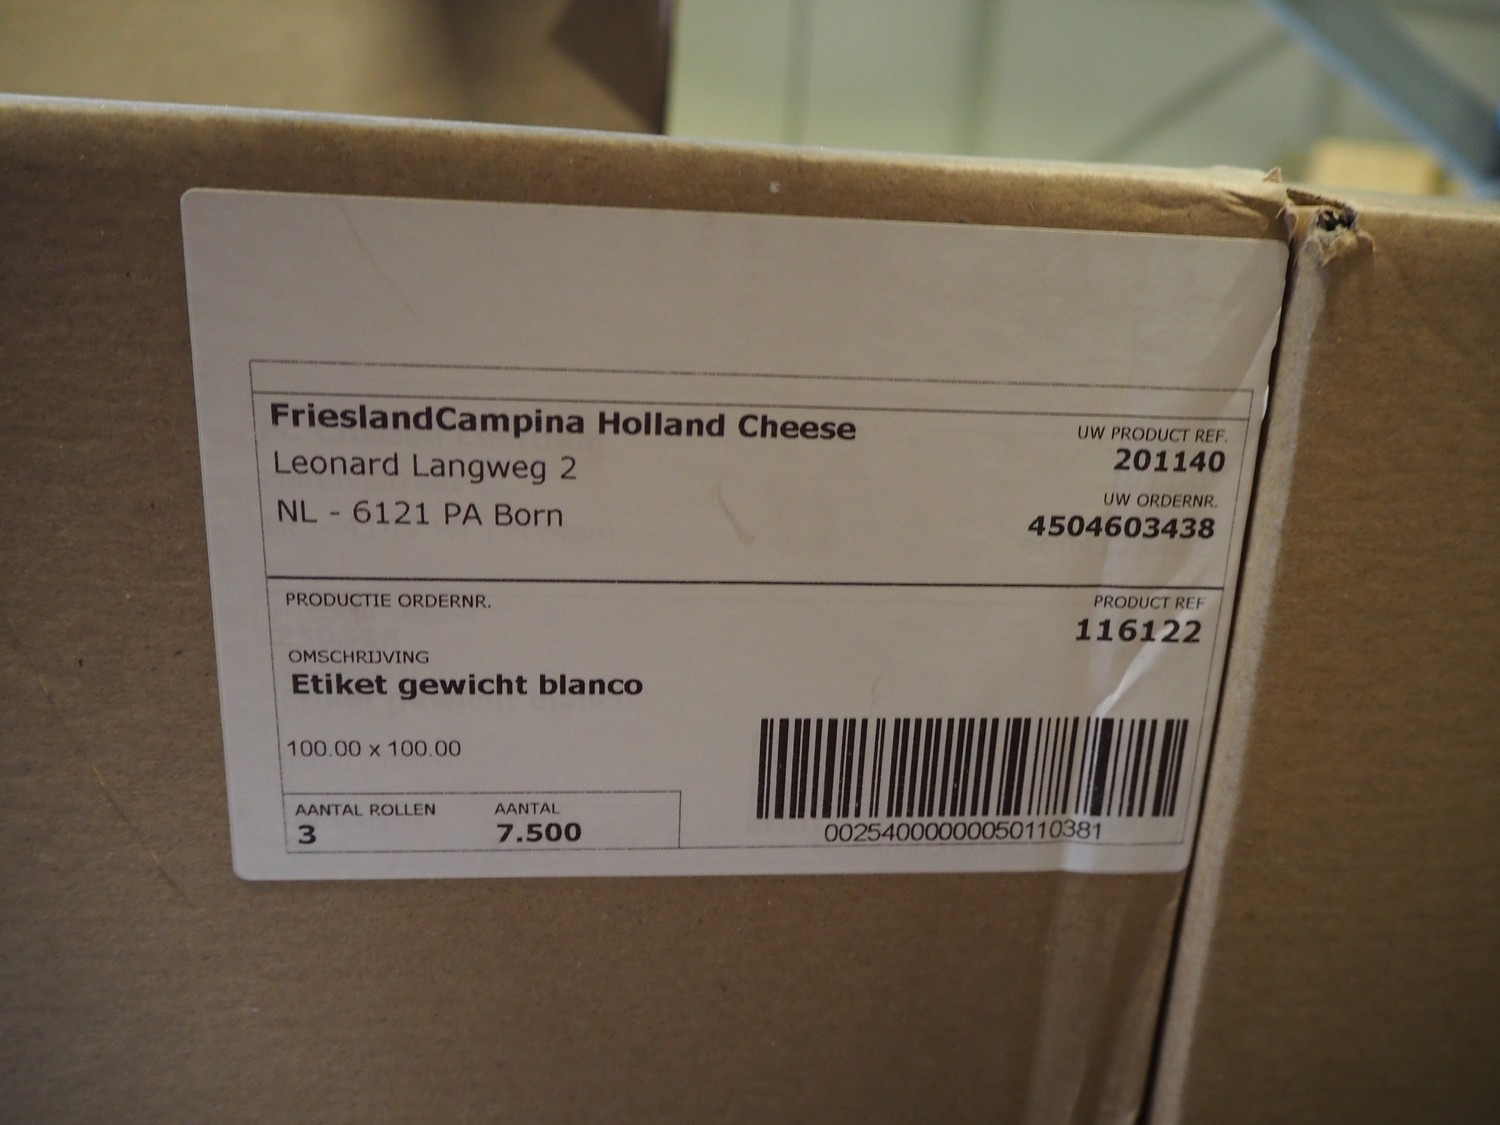 FrieslandCampina Holland Cheese
Leonard Langweg 2
NL - 6121 PA Born
UW PRODUCT REF.
201140
UW ORDERNR.
4504603438
PRODUCTIE ORDERNR.
PRODUCT REF
116122
OMSCHRIJVING
Etiket gewicht blanco
100.00 x 100.00
AANTAL ROLLEN AANTAL
3 7.500
00254000000050110381